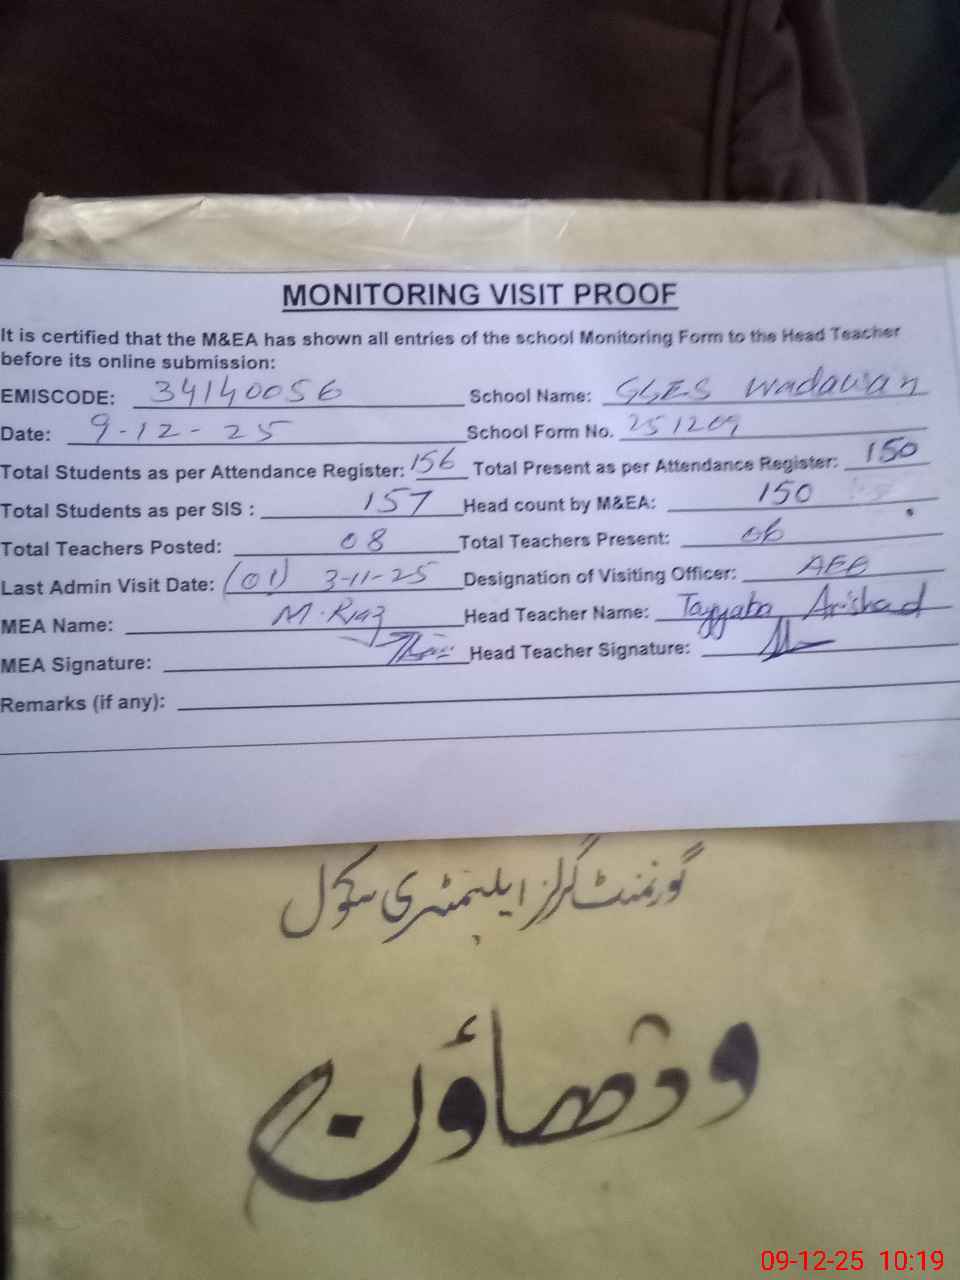 MONITORING VISIT PROOF
It is certified that the M&EA has shown all entries of the school Monitoring Form to the Head Teacher
before its online submission:
EMISCODE: 34140056 School Name: GGES Wadawan
Date: 9-12-25 School Form No. 251209
Total Students as per Attendance Register: 156 Total Present as per Attendance Register: 150
Total Students as per SIS : 157 Head count by M&EA: 150
Total Teachers Posted: 08 Total Teachers Present: 06
Last Admin Visit Date: (01) 3-11-25 Designation of Visiting Officer: AEO
MEA Name: M. Riaz Head Teacher Name: Tayyaba Arishad
MEA Signature: Head Teacher Signature:
Remarks (if any):
گورنمنٹ گرلز ایلیمنٹری سکول
ودھاؤن
09-12-25 10:19